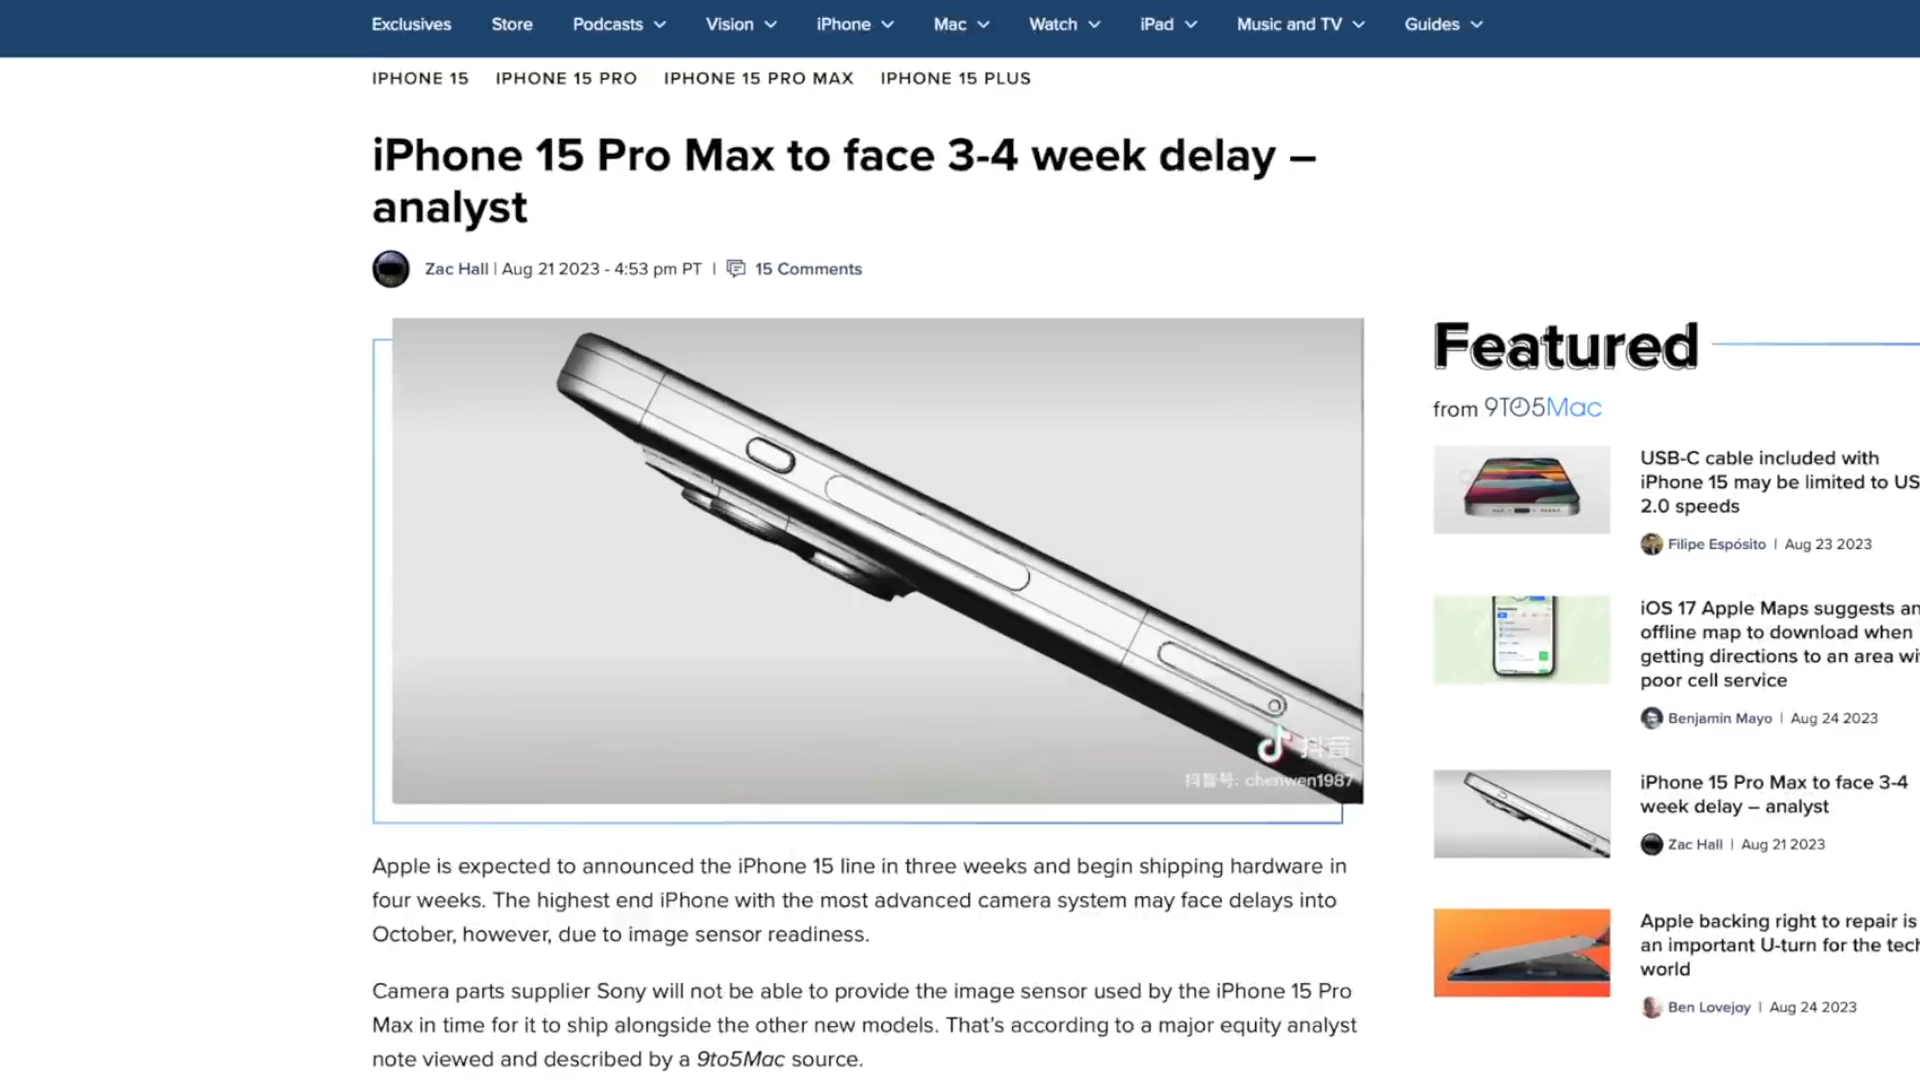 Exclusives Store Podcasts Vision iPhone Mac Watch iPad Music and TV Guides
IPHONE 15 IPHONE 15 PRO IPHONE 15 PRO MAX IPHONE 15 PLUS
iPhone 15 Pro Max to face 3-4 week delay –
analyst
Zac Hall | Aug 21 2023 - 4:53 pm PT | 15 Comments
抖音
抖音号: chenwen1987
Apple is expected to announced the iPhone 15 line in three weeks and begin shipping hardware in
four weeks. The highest end iPhone with the most advanced camera system may face delays into
October, however, due to image sensor readiness.
Camera parts supplier Sony will not be able to provide the image sensor used by the iPhone 15 Pro
Max in time for it to ship alongside the other new models. That's according to a major equity analyst
note viewed and described by a 9to5Mac source.
Featured
from 9TO5Mac
USB-C cable included with
iPhone 15 may be limited to US
2.0 speeds
Filipe Espósito | Aug 23 2023
iOS 17 Apple Maps suggests an
offline map to download when
getting directions to an area wi
poor cell service
Benjamin Mayo | Aug 24 2023
iPhone 15 Pro Max to face 3-4
week delay – analyst
Zac Hall | Aug 21 2023
Apple backing right to repair is
an important U-turn for the tech
world
Ben Lovejoy | Aug 24 2023